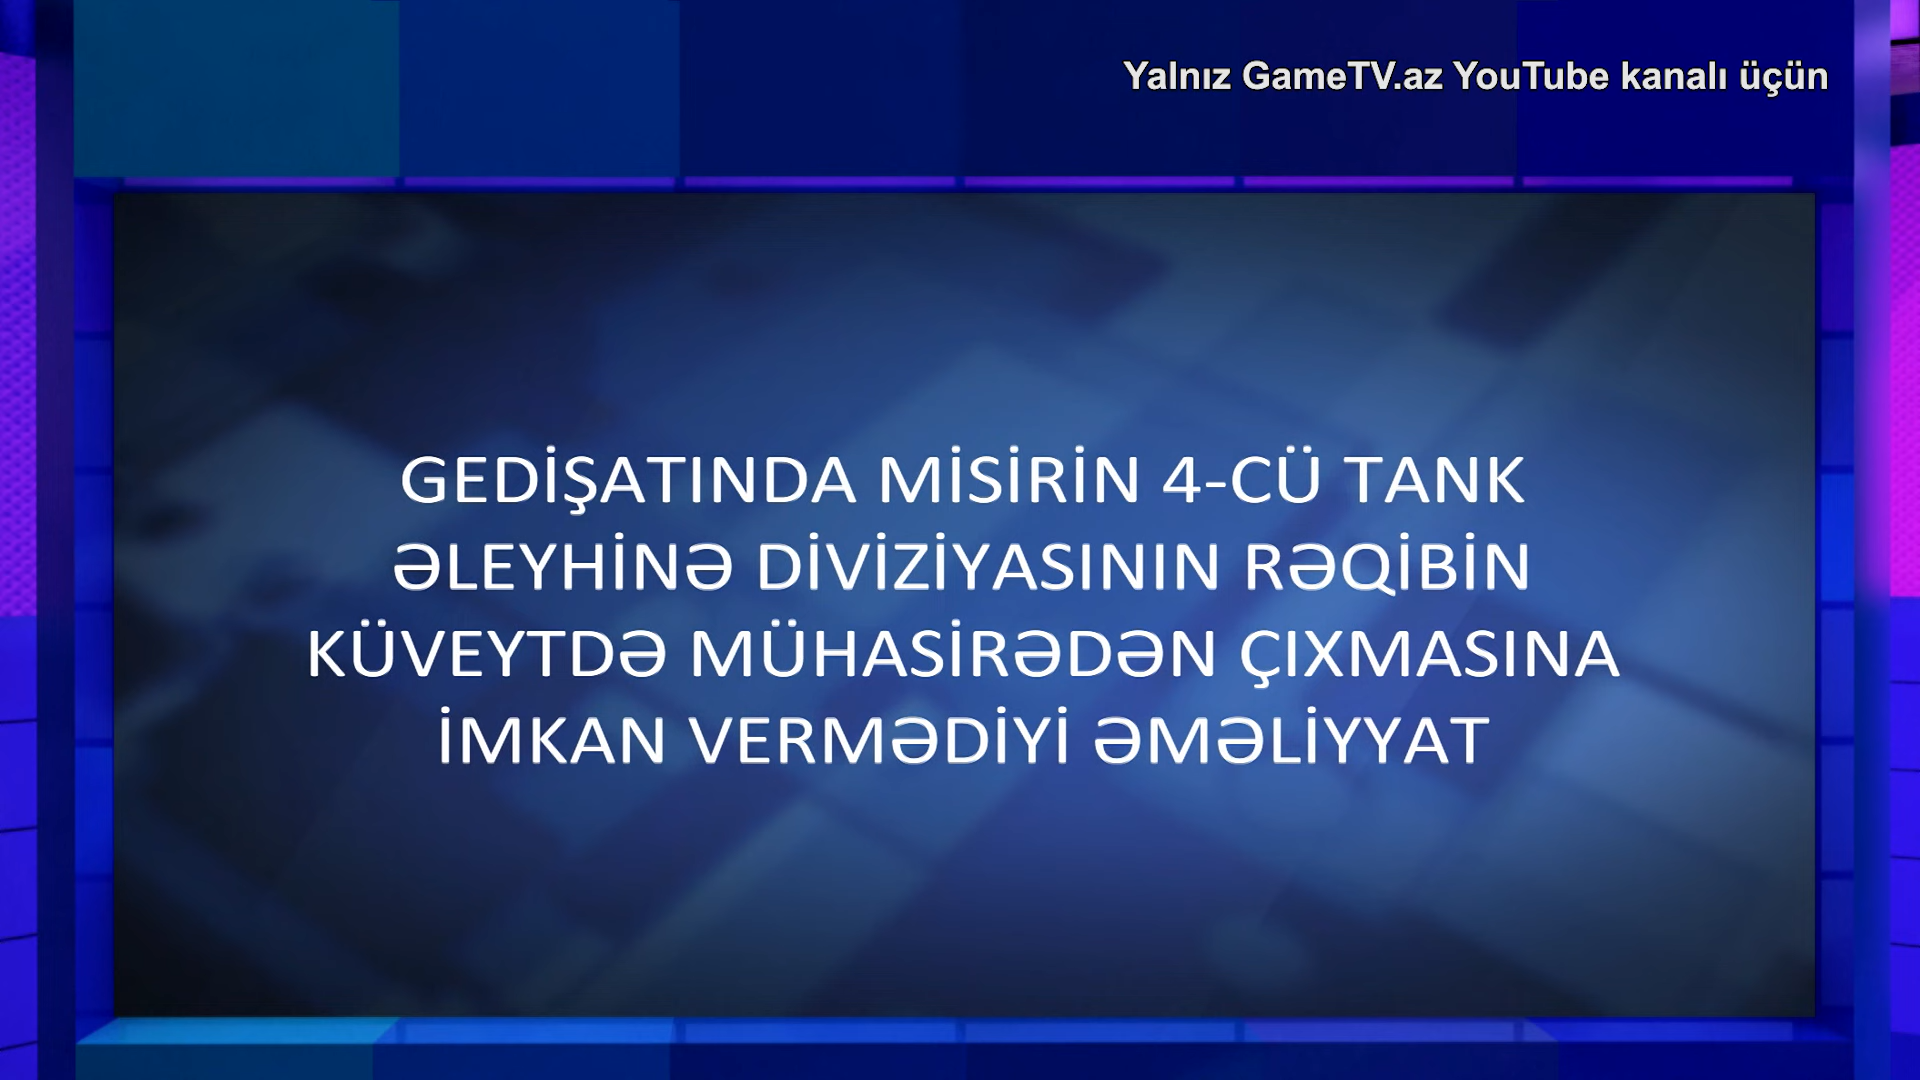 Yalnız GameTV.az YouTube kanalı üçün
GEDİŞATINDA MİSİRİN 4-CÜ TANK
ƏLEYHİNƏ DİVİZİYASININ RƏQİBİN
KÜVEYTDƏ MÜHASİRƏDƏN ÇIXMASINA
İMKAN VERMƏDİYİ ƏMƏLİYYAT